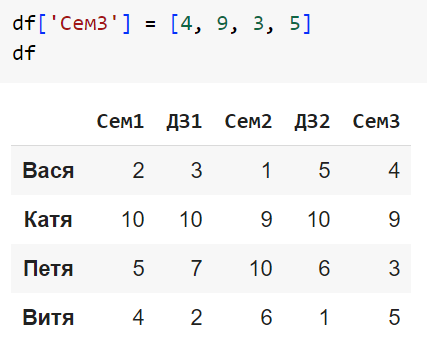 df['Сем3'] = [4, 9, 3, 5]
df
Сем1 ДЗ1 Сем2 ДЗ2 Сем3
Вася 2 3 1 5 4
Катя 10 10 9 10 9
Петя 5 7 10 6 3
Витя 4 2 6 1 5